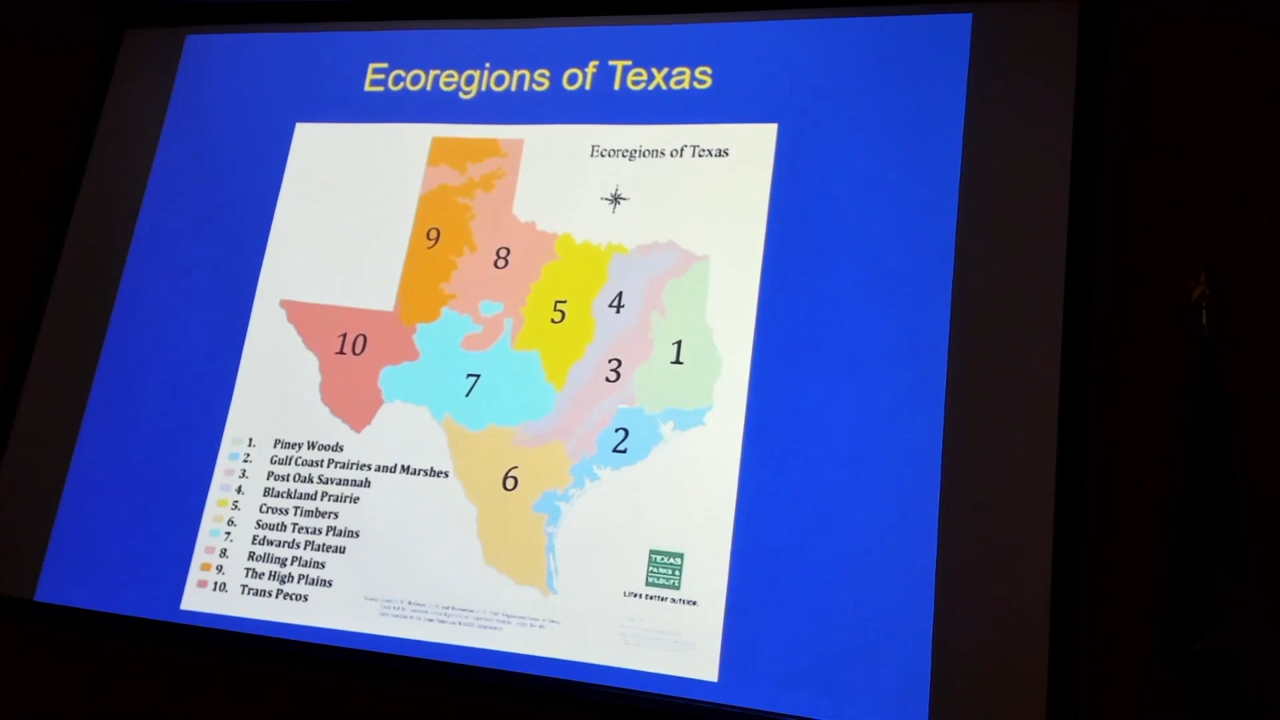 Ecoregions of Texas
Ecoregions of Texas
9
8
5
4
1
10
7
3
2
6
1. Piney Woods
2. Gulf Coast Prairies and Marshes
3. Post Oak Savannah
4. Blackland Prairie
5. Cross Timbers
6. South Texas Plains
7. Edwards Plateau
8. Rolling Plains
9. The High Plains
10. Trans Pecos
TEXAS
PARKS &
WILDLIFE
Life's better outside.